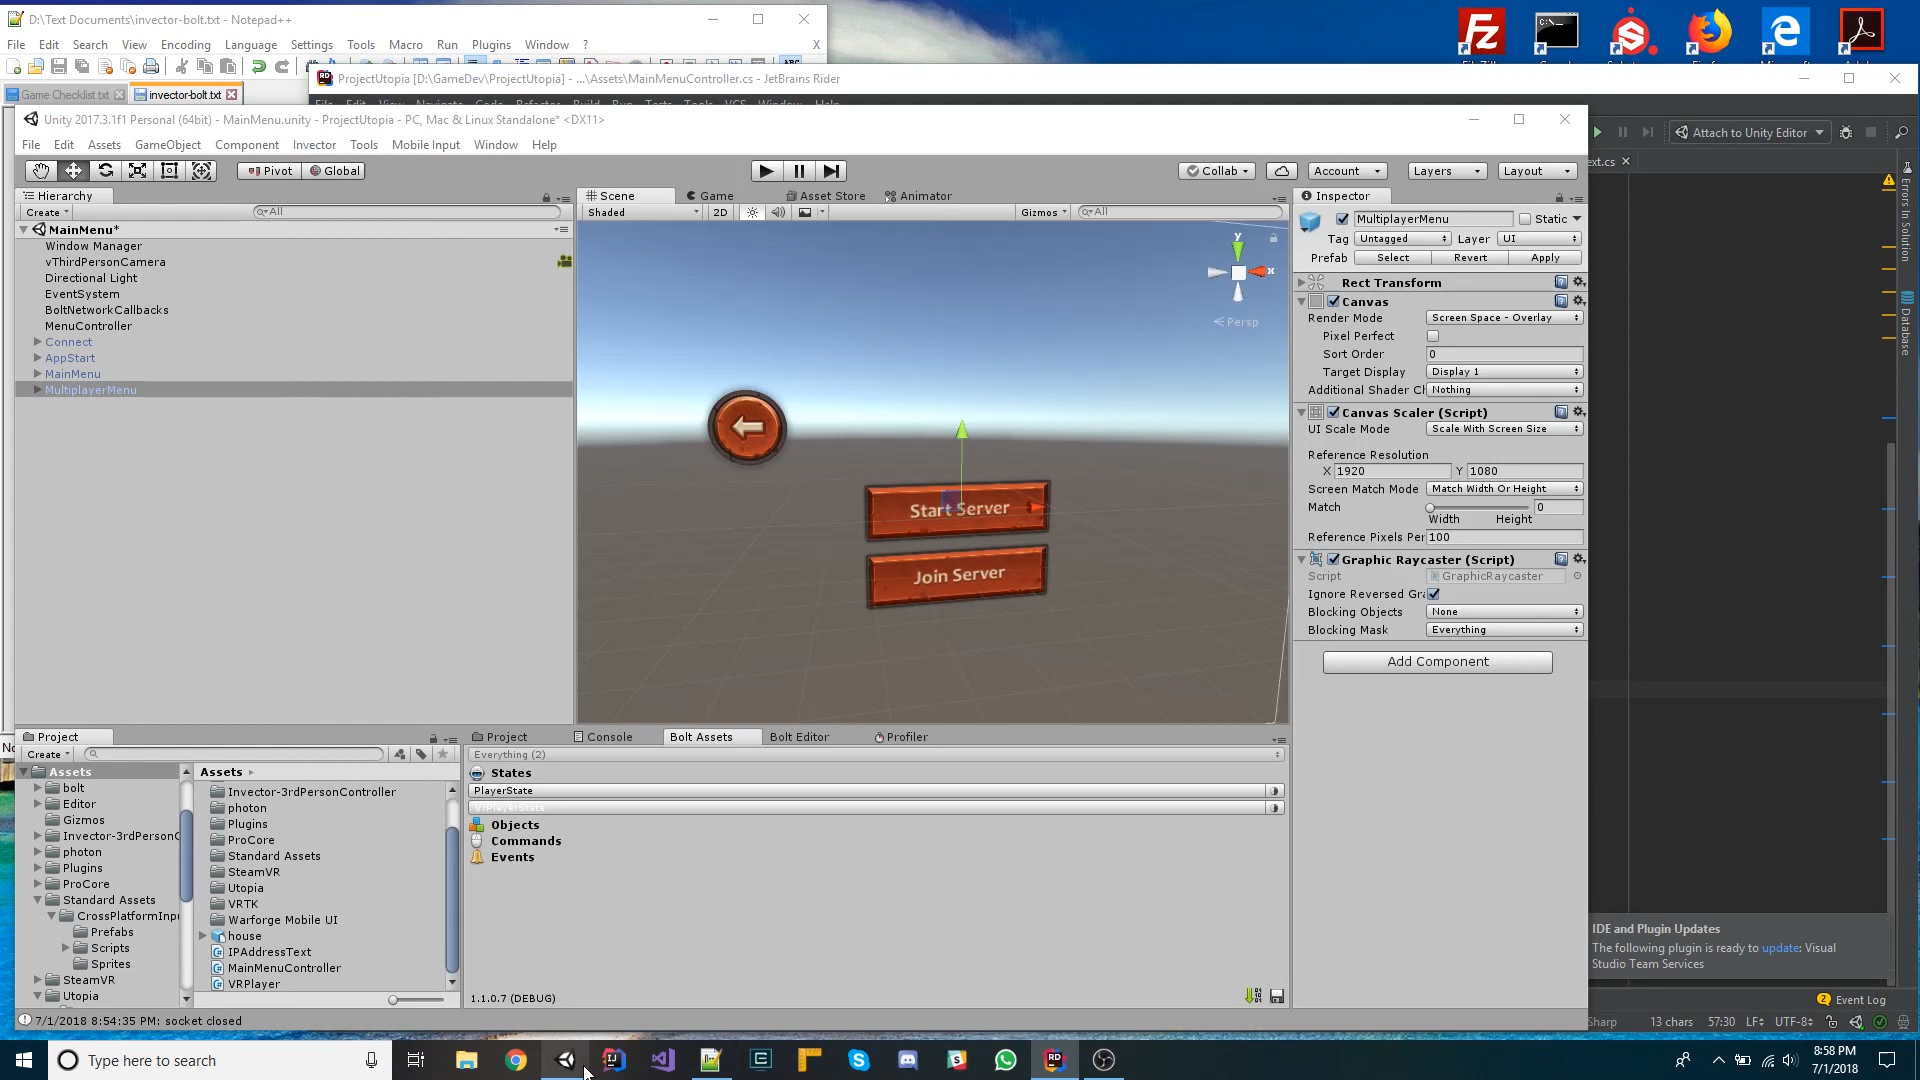 D:\Text Documents\invector-bolt.txt - Notepad++
File Edit Search View Encoding Language Settings Tools Macro Run Plugins Window ? X
Game Checklist.txt invector-bolt.txt
ProjectUtopia [D:\GameDev\ProjectUtopia] - ...\Assets\MainMenuController.cs - JetBrains Rider
Unity 2017.3.1f1 Personal (64bit) - MainMenu.unity - ProjectUtopia - PC, Mac & Linux Standalone* <DX11>
File Edit Assets GameObject Component Invector Tools Mobile Input Window Help
Attach to Unity Editor
Pivot Global Collab Account Layers Layout
ext.cs
Hierarchy
Create All
MainMenu*
Window Manager
vThirdPersonCamera
Directional Light
EventSystem
BoltNetworkCallbacks
MenuController
Connect
AppStart
MainMenu
MultiplayerMenu
Scene Game Asset Store Animator
Shaded 2D Gizmos All
y
x
Persp
Start Server
Join Server
Inspector
MultiplayerMenu Static
Tag Untagged Layer UI
Prefab Select Revert Apply
Rect Transform
Canvas
Render Mode Screen Space - Overlay
Pixel Perfect
Sort Order 0
Target Display Display 1
Additional Shader Ch Nothing
Canvas Scaler (Script)
UI Scale Mode Scale With Screen Size
Reference Resolution
X 1920 Y 1080
Screen Match Mode Match Width Or Height
Match 0
Width Height
Reference Pixels Per 100
Graphic Raycaster (Script)
Script GraphicRaycaster
Ignore Reversed Gra
Blocking Objects None
Blocking Mask Everything
Add Component
Errors In Solution
Database
Project
Create
Assets
bolt
Editor
Gizmos
Invector-3rdPersonC
photon
Plugins
ProCore
Standard Assets
CrossPlatformInpu
Prefabs
Scripts
Sprites
SteamVR
Utopia
Assets
Invector-3rdPersonController
photon
Plugins
ProCore
Standard Assets
SteamVR
Utopia
VRTK
Warforge Mobile UI
house
IPAddressText
MainMenuController
VRPlayer
Project Console Bolt Assets Bolt Editor Profiler
Everything (2)
States
PlayerState
VrPlayerState
Objects
Commands
Events
1.1.0.7 (DEBUG)
7/1/2018 8:54:35 PM: socket closed
IDE and Plugin Updates
The following plugin is ready to update: Visual
Studio Team Services
2 Event Log
Sharp 13 chars 57:30 LF UTF-8
Type here to search
8:58 PM
7/1/2018